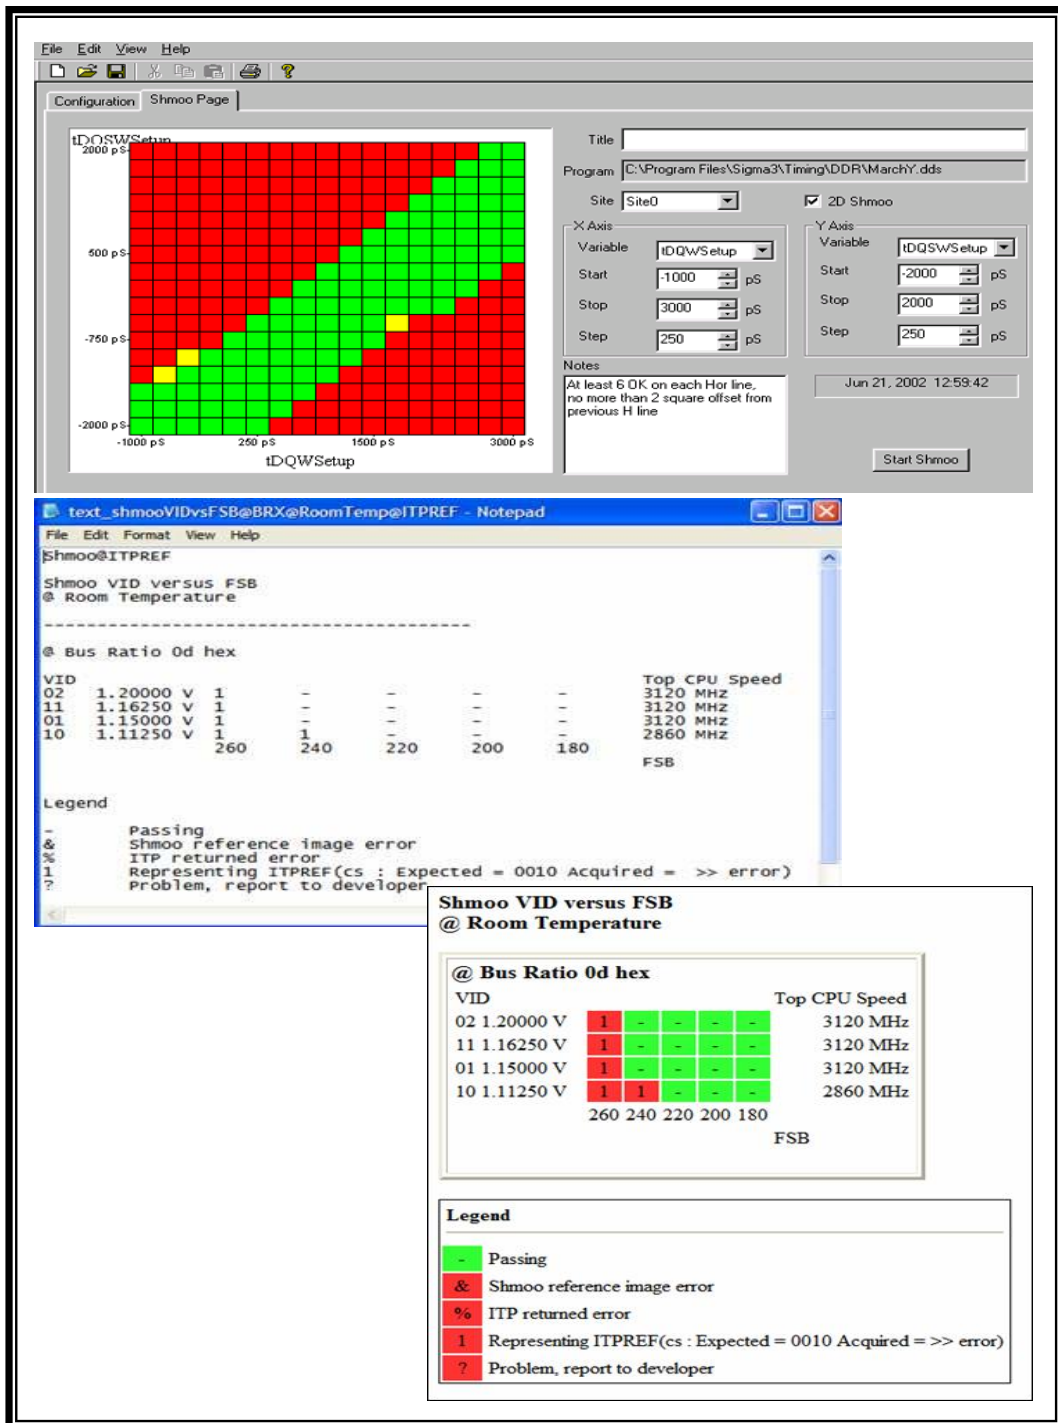 File Edit View Help
Configuration Shmoo Page
tDQSWSetup
2000 pS
500 pS
-750 pS
-2000 pS
-1000 pS 250 pS 1500 pS 3000 pS
tDQWSetup
Title
Program C:\Program Files\Sigma3\Timing\DDR\MarchY.dds
Site Site0 2D Shmoo
X Axis Y Axis
Variable tDQWSetup Variable tDQSWSetup
Start -1000 pS Start -2000 pS
Stop 3000 pS Stop 2000 pS
Step 250 pS Step 250 pS
Notes
At least 6 OK on each Hor line,
no more than 2 square offset from
previous H line
Jun 21, 2002 12:59:42
Start Shmoo
text_shmooVIDvsFSB@BRX@RoomTemp@ITPREF - Notepad
File Edit Format View Help
Shmoo@ITPREF
Shmoo VID versus FSB
@ Room Temperature
----------------------------------------
@ Bus Ratio 0d hex
VID Top CPU Speed
02 1.20000 V 1 - - - - 3120 MHz
11 1.16250 V 1 - - - - 3120 MHz
01 1.15000 V 1 - - - - 3120 MHz
10 1.11250 V 1 1 - - - 2860 MHz
260 240 220 200 180
FSB
Legend
- Passing
& Shmoo reference image error
% ITP returned error
1 Representing ITPREF(cs : Expected = 0010 Acquired = >> error)
? Problem, report to developer
Shmoo VID versus FSB
@ Room Temperature
@ Bus Ratio 0d hex
VID Top CPU Speed
02 1.20000 V 1 - - - - 3120 MHz
11 1.16250 V 1 - - - - 3120 MHz
01 1.15000 V 1 - - - - 3120 MHz
10 1.11250 V 1 1 - - - 2860 MHz
260 240 220 200 180
FSB
Legend
- Passing
& Shmoo reference image error
% ITP returned error
1 Representing ITPREF(cs : Expected = 0010 Acquired = >> error)
? Problem, report to developer